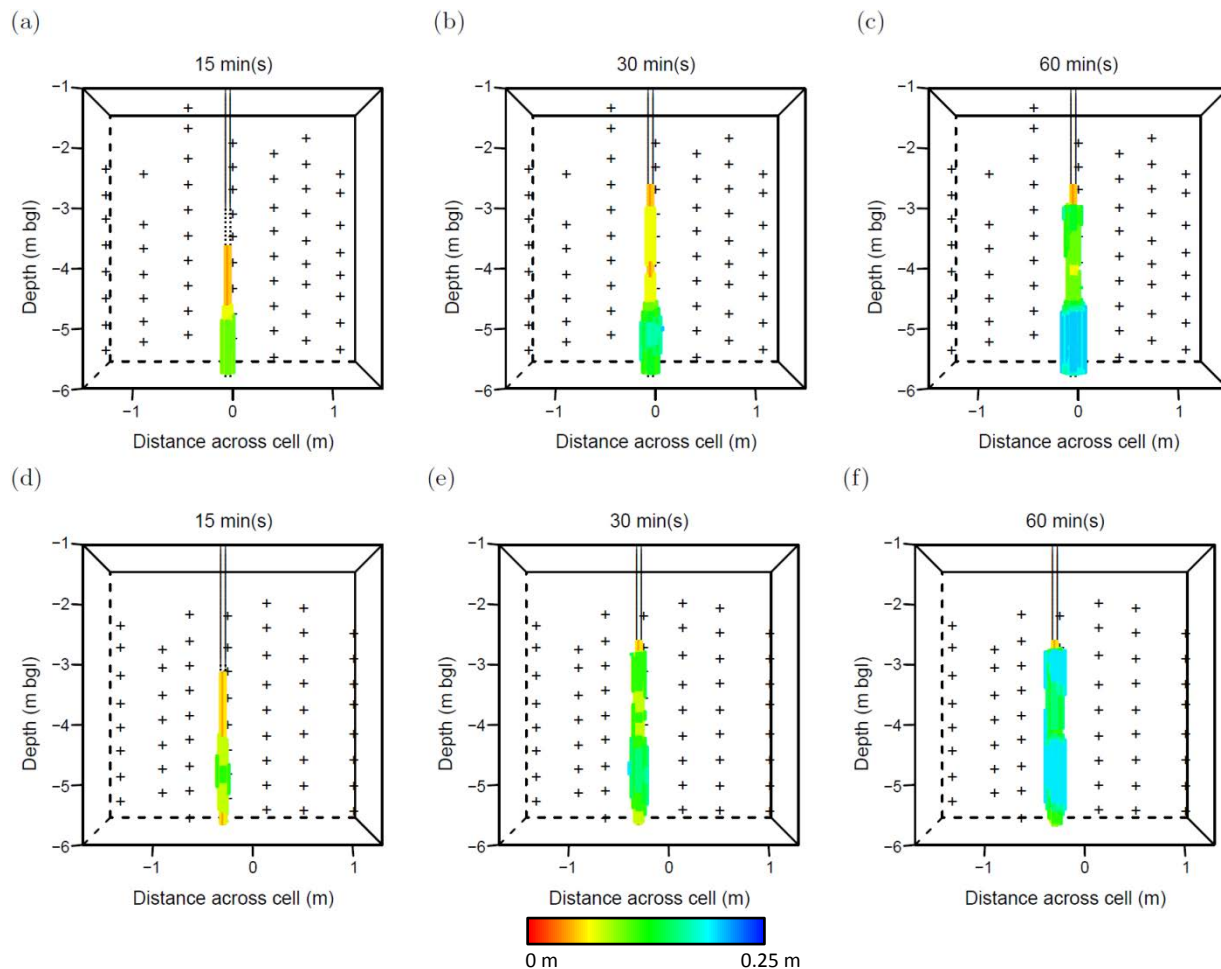 (a)
(b)
(c)
15 min(s)
30 min(s)
60 min(s)
−1
−2
−3
−4
−5
−6
Depth (m bgl)
−1
0
1
Distance across cell (m)
−1
−2
−3
−4
−5
−6
Depth (m bgl)
−1
0
1
Distance across cell (m)
−1
−2
−3
−4
−5
−6
Depth (m bgl)
−1
0
1
Distance across cell (m)
(d)
(e)
(f)
15 min(s)
30 min(s)
60 min(s)
−1
−2
−3
−4
−5
−6
Depth (m bgl)
−1
0
1
Distance across cell (m)
−1
−2
−3
−4
−5
−6
Depth (m bgl)
−1
0
1
Distance across cell (m)
−1
−2
−3
−4
−5
−6
Depth (m bgl)
−1
0
1
Distance across cell (m)
0 m
0.25 m